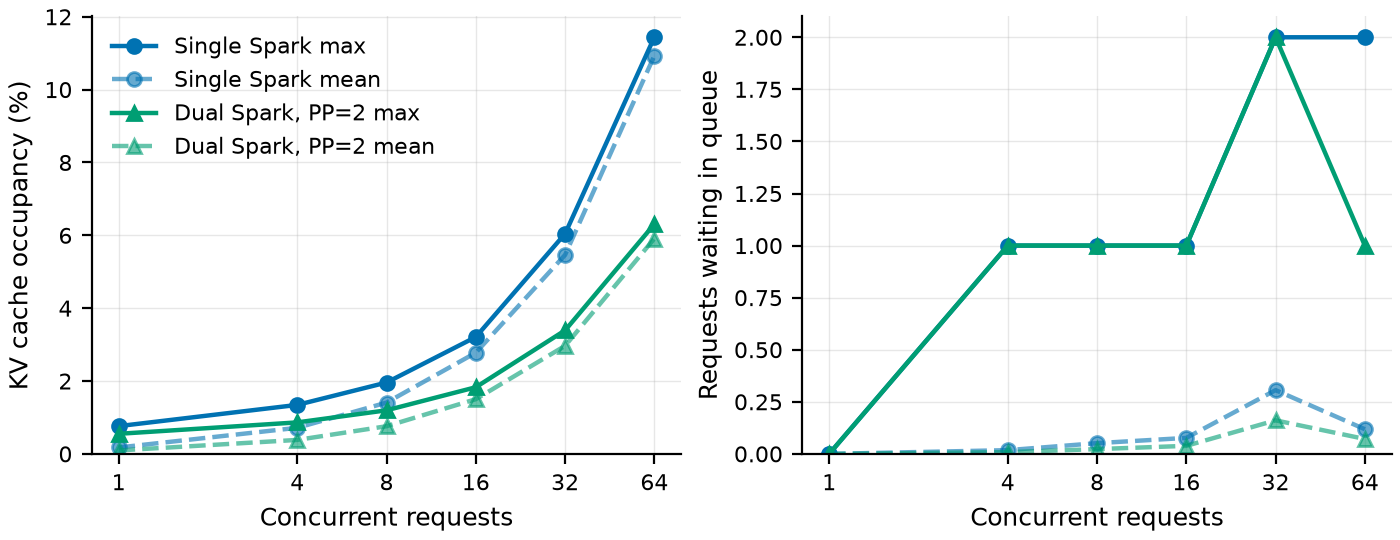 KV cache occupancy (%)
12
10
8
6
4
2
0
Single Spark max
Single Spark mean
Dual Spark, PP=2 max
Dual Spark, PP=2 mean
1 4 8 16 32 64
Concurrent requests
Requests waiting in queue
2.00
1.75
1.50
1.25
1.00
0.75
0.50
0.25
0.00
1 4 8 16 32 64
Concurrent requests